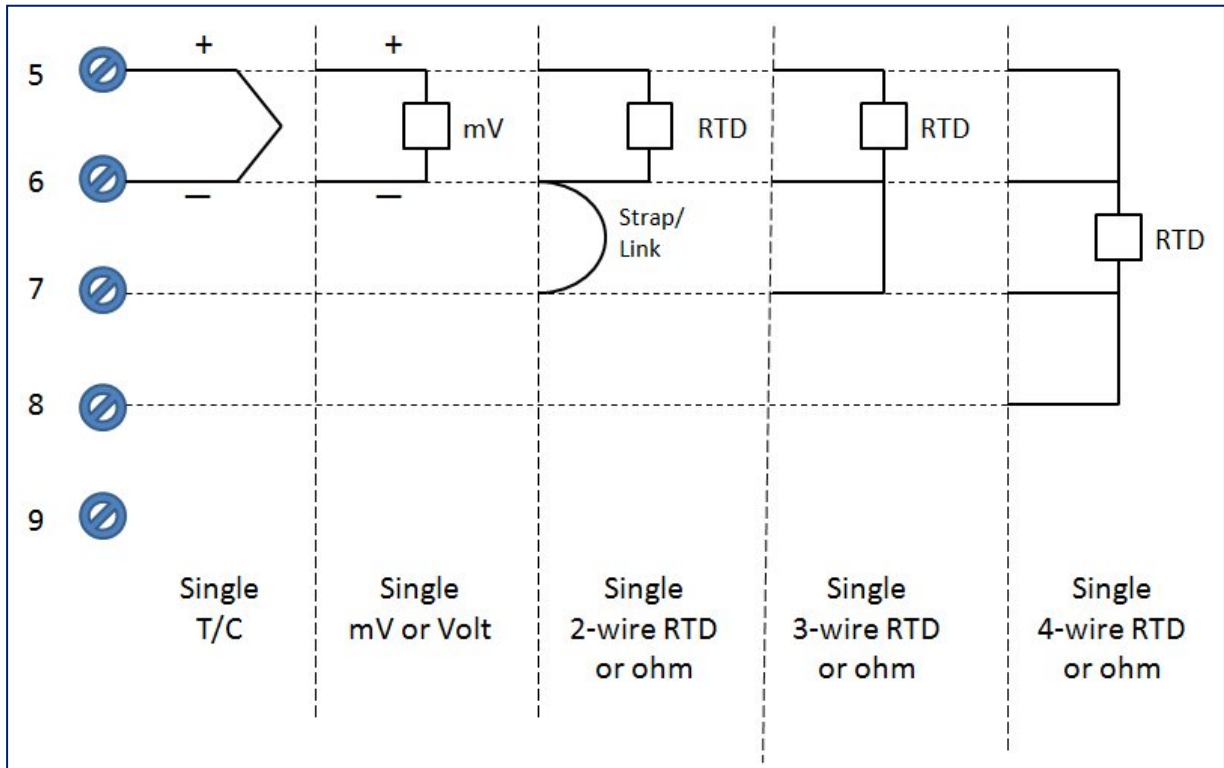 5
+
+
mV
RTD
RTD
6
—
—
Strap/
Link
RTD
7
8
9
Single
T/C
Single
mV or Volt
Single
2-wire RTD
or ohm
Single
3-wire RTD
or ohm
Single
4-wire RTD
or ohm